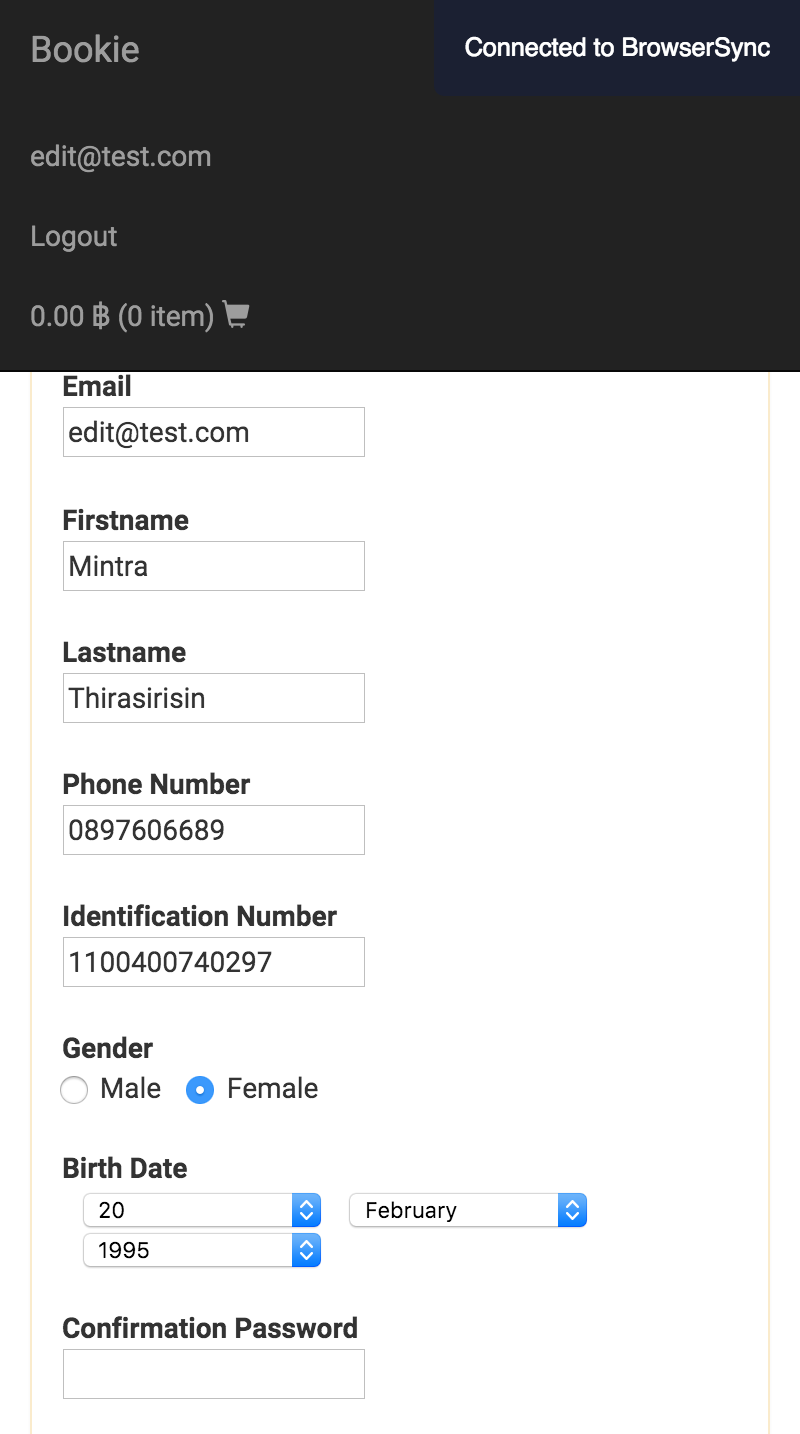 Bookie
Connected to BrowserSync
edit@test.com
Logout
0.00 ฿ (0 item)
Email
edit@test.com
Firstname
Mintra
Lastname
Thirasirisin
Phone Number
0897606689
Identification Number
1100400740297
Gender
Male Female
Birth Date
20 February
1995
Confirmation Password